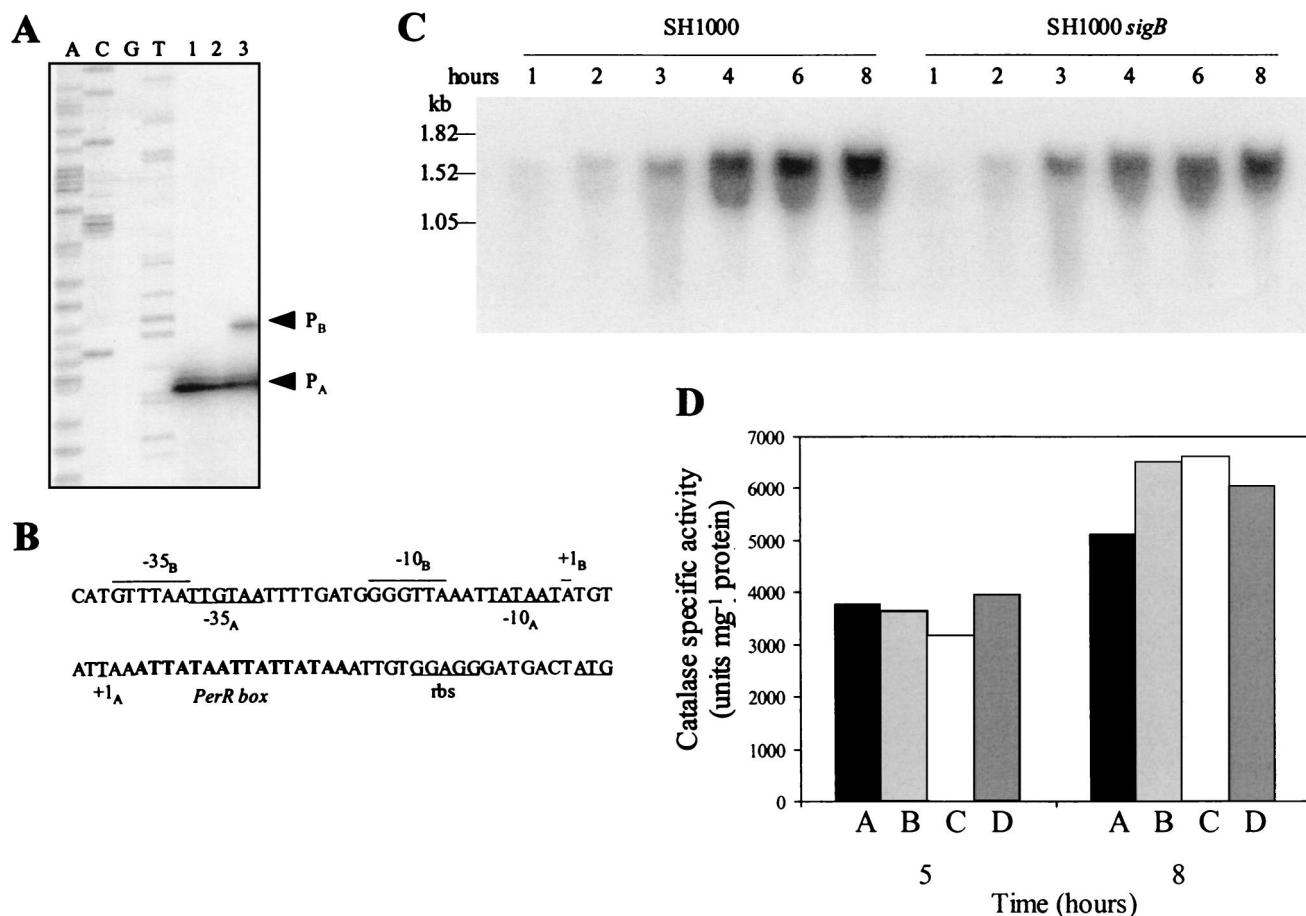 A
A C G T 1 2 3
P_B
P_A
B
-35_B -10_B +1_B
CATGTTTAATTGTAATTTTGATGGGGTTAAATTATAATATGT
-35_A -10_A
ATTAAATTATAATTATTATAAATTGTGGAGGGATGACTATG
+1_A PerR box rbs
C
SH1000 SH1000 sigB
hours 1 2 3 4 6 8 1 2 3 4 6 8
kb
1.82
1.52
1.05
D
Catalase specific activity
(units mg⁻¹ protein)
7000
6000
5000
4000
3000
2000
1000
0
A B C D A B C D
5 8
Time (hours)